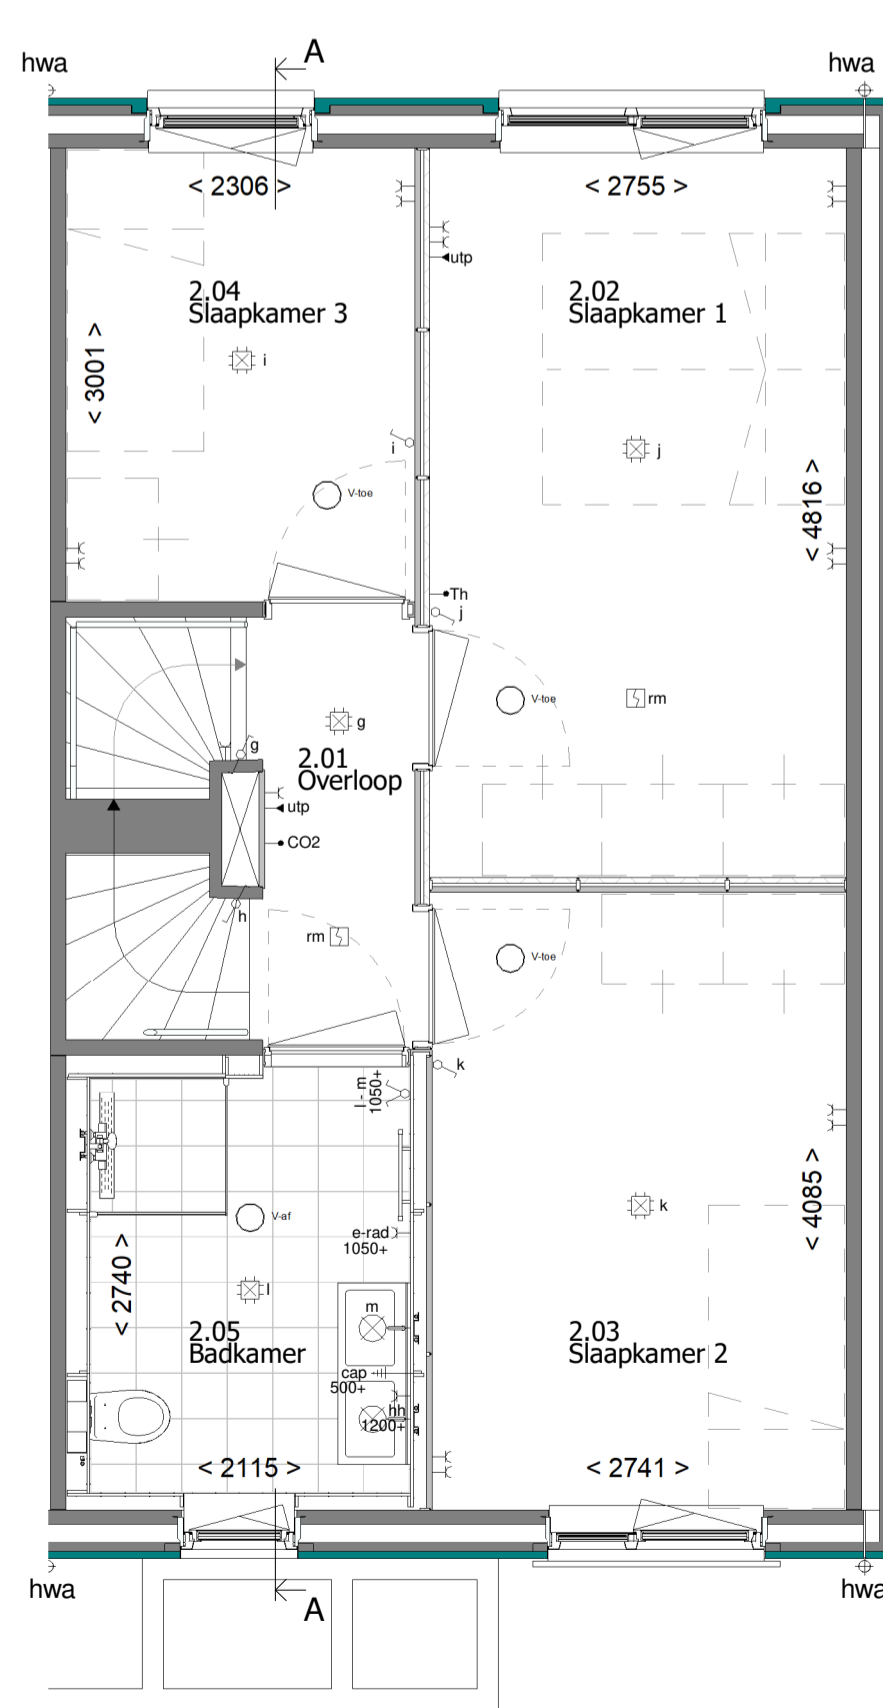 A
hwa
hwa
< 2306 >
< 2755 >
utp
2.04
Slaapkamer 3
2.02
Slaapkamer 1
< 3001 >
i
j
i
< 4816 >
V-toe
Th
j
V-toe
rm
g
g
2.01
Overloop
utp
CO2
h
rm
V-toe
k
l - m
1050+
k
< 4085 >
V-af
e-rad
1050+
< 2740 >
l
m
2.05
Badkamer
2.03
Slaapkamer 2
cap
500+
hh
1200+
< 2115 >
< 2741 >
hwa
A
hwa